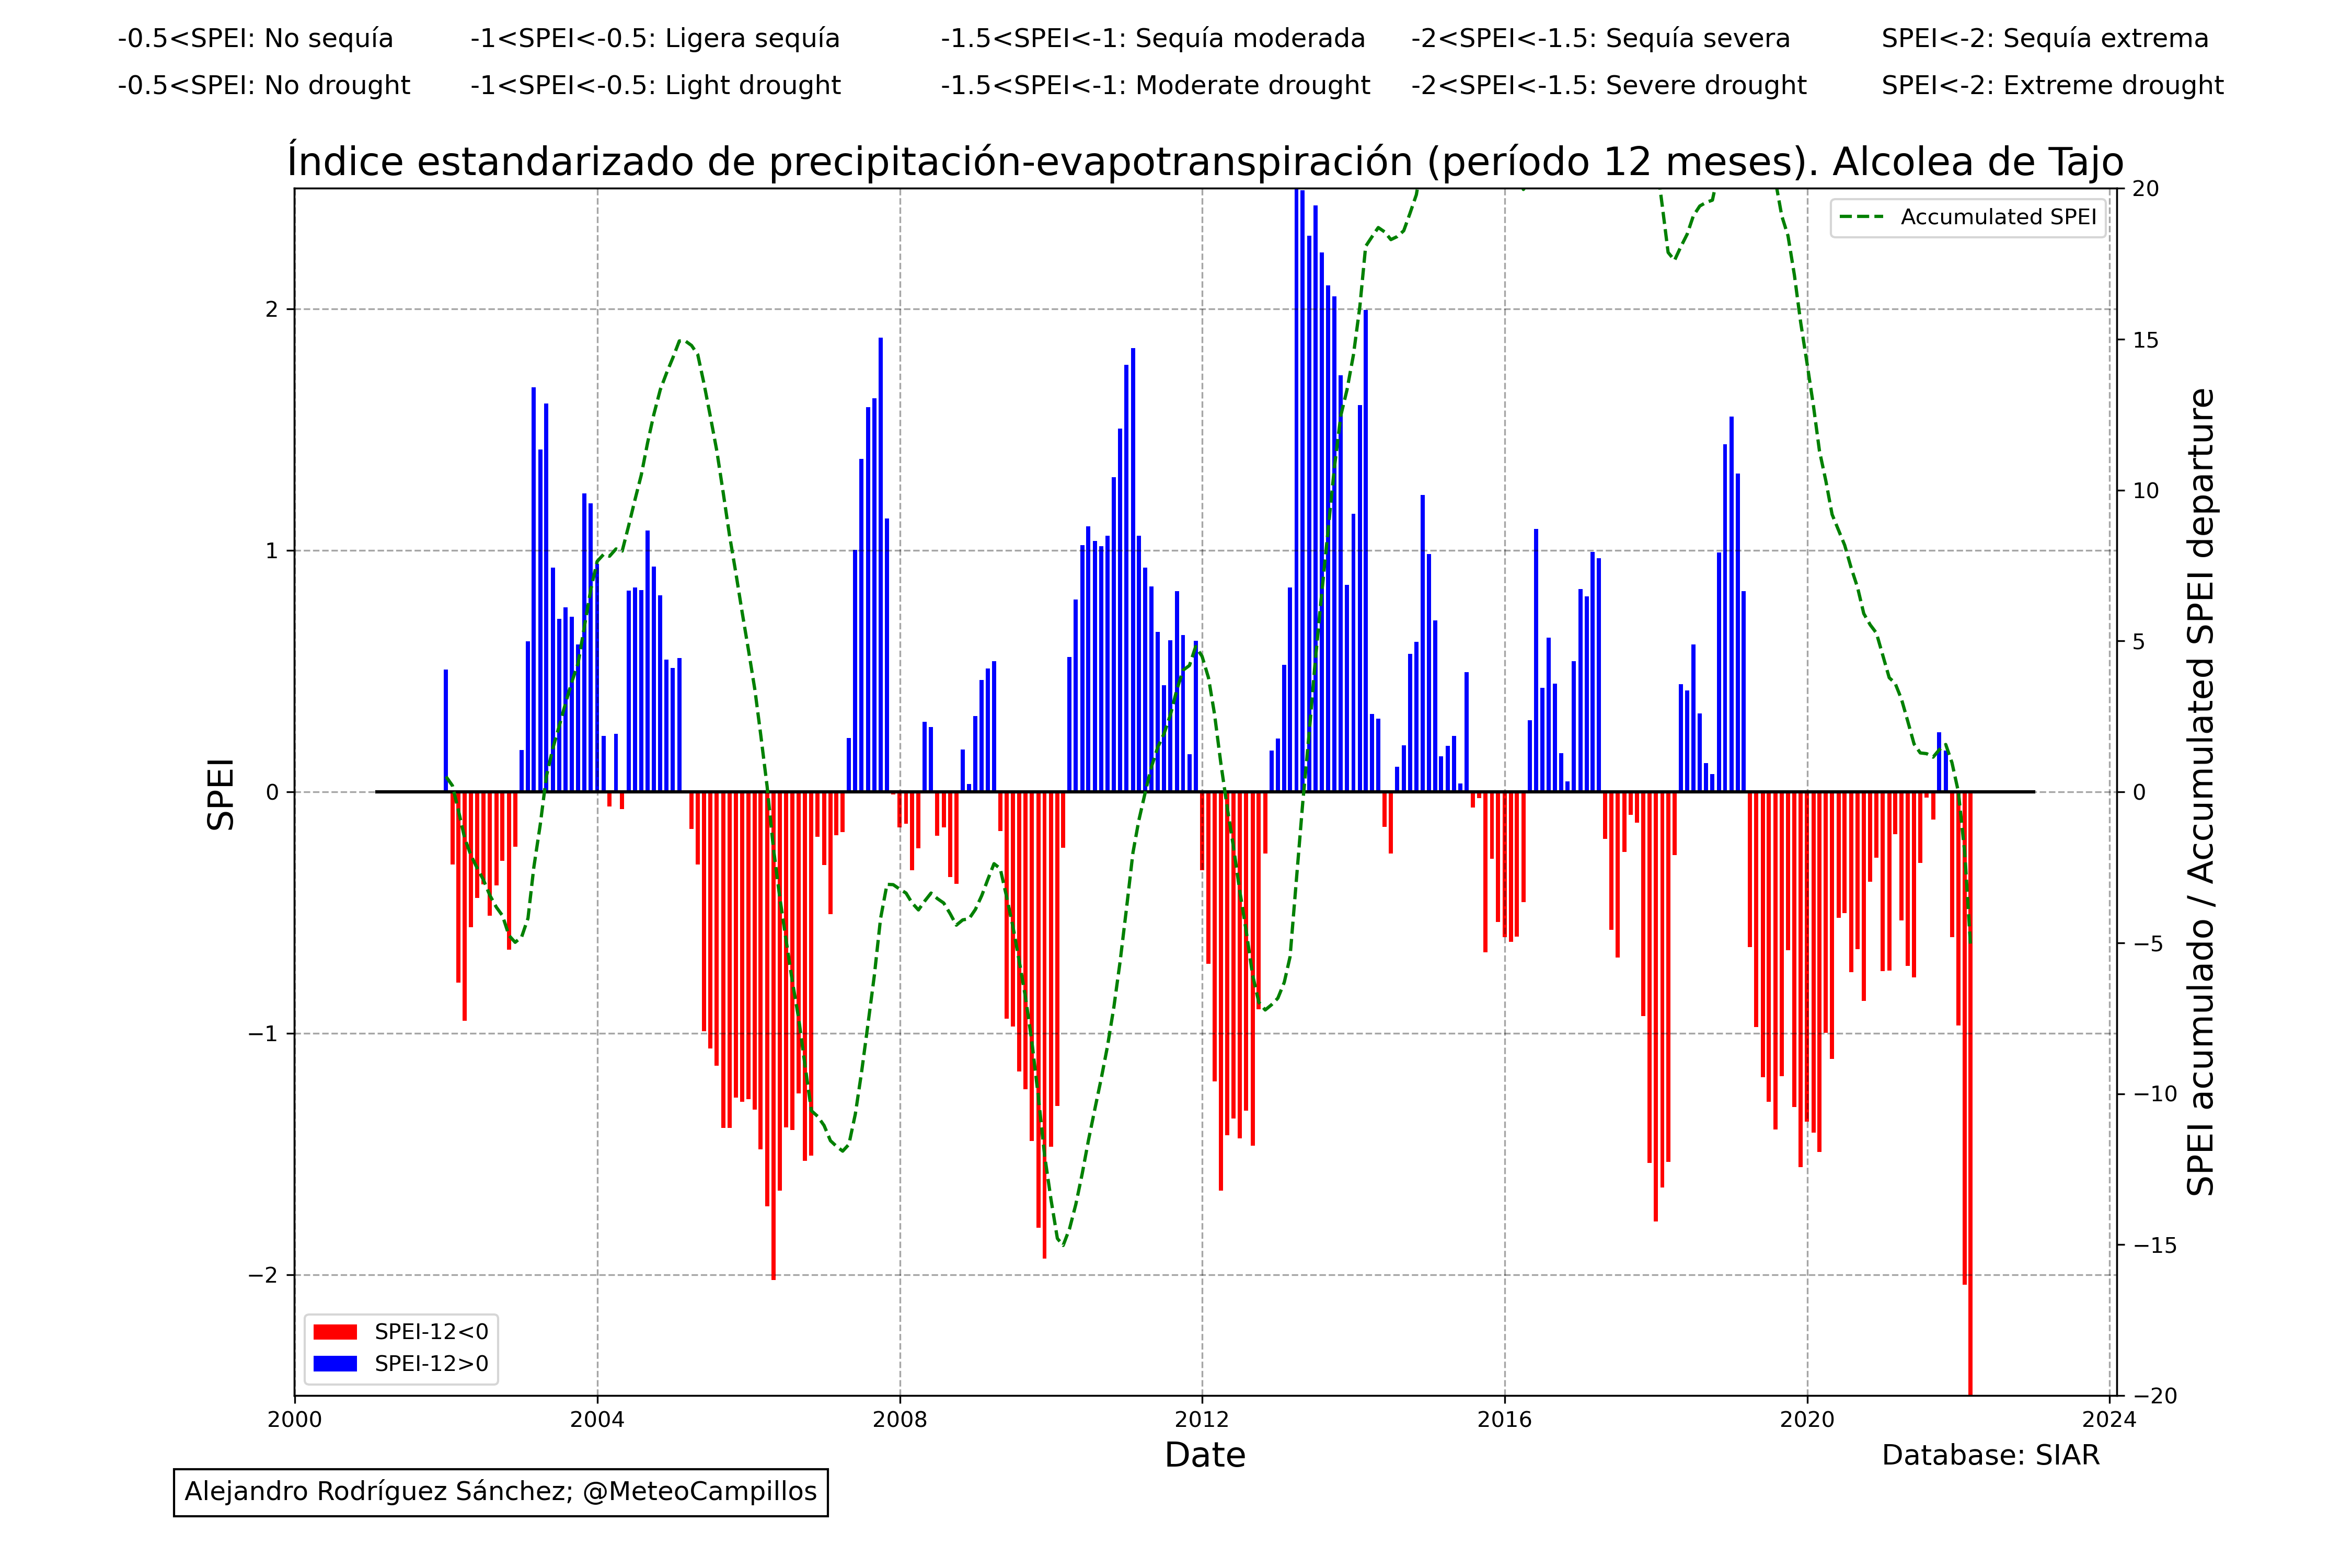 -0.5<SPEI: No sequía -1<SPEI<-0.5: Ligera sequía -1.5<SPEI<-1: Sequía moderada -2<SPEI<-1.5: Sequía severa SPEI<-2: Sequía extrema
-0.5<SPEI: No drought -1<SPEI<-0.5: Light drought -1.5<SPEI<-1: Moderate drought -2<SPEI<-1.5: Severe drought SPEI<-2: Extreme drought
Índice estandarizado de precipitación-evapotranspiración (período 12 meses). Alcolea de Tajo
Accumulated SPEI
SPEI
2
1
0
−1
−2
20
15
10
5
0
−5
−10
−15
−20
SPEI acumulado / Accumulated SPEI departure
SPEI-12<0
SPEI-12>0
2000 2004 2008 2012 2016 2020 2024
Date
Database: SIAR
Alejandro Rodríguez Sánchez; @MeteoCampillos